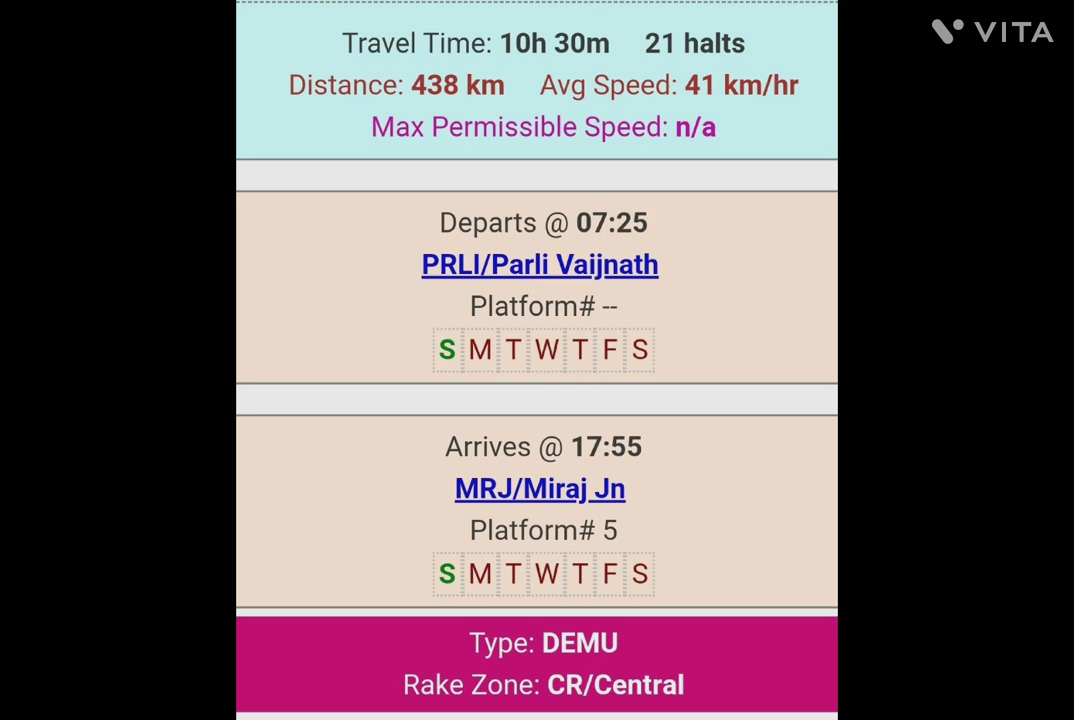 VITA
Travel Time: 10h 30m 21 halts
Distance: 438 km Avg Speed: 41 km/hr
Max Permissible Speed: n/a
Departs @ 07:25
PRLI/Parli Vaijnath
Platform# --
S M T W T F S
Arrives @ 17:55
MRJ/Miraj Jn
Platform# 5
S M T W T F S
Type: DEMU
Rake Zone: CR/Central